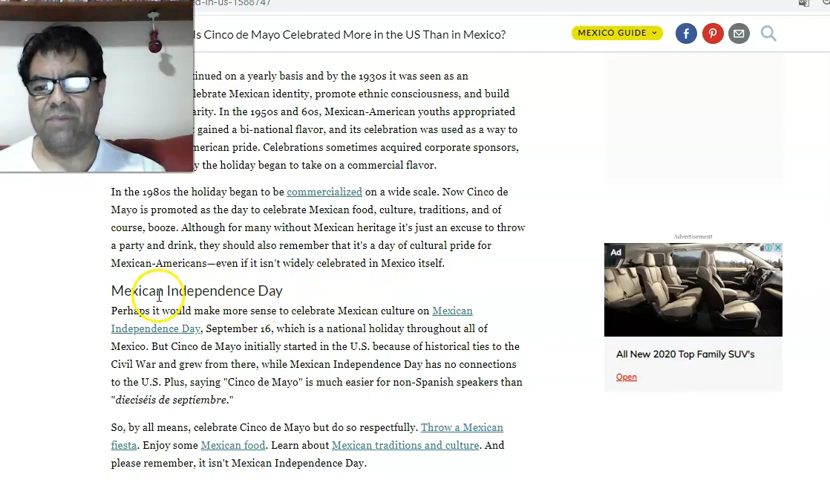 ed-in-us-1588747
Is Cinco de Mayo Celebrated More in the US Than in Mexico?
MEXICO GUIDE
tinued on a yearly basis and by the 1930s it was seen as an
lebrate Mexican identity, promote ethnic consciousness, and build
arity. In the 1950s and 60s, Mexican-American youths appropriated
t gained a bi-national flavor, and its celebration was used as a way to
merican pride. Celebrations sometimes acquired corporate sponsors,
y the holiday began to take on a commercial flavor.
In the 1980s the holiday began to be commercialized on a wide scale. Now Cinco de
Mayo is promoted as the day to celebrate Mexican food, culture, traditions, and of
course, booze. Although for many without Mexican heritage it's just an excuse to throw
a party and drink, they should also remember that it's a day of cultural pride for
Mexican-Americans—even if it isn't widely celebrated in Mexico itself.
Mexican Independence Day
Perhaps it would make more sense to celebrate Mexican culture on Mexican
Independence Day, September 16, which is a national holiday throughout all of
Mexico. But Cinco de Mayo initially started in the U.S. because of historical ties to the
Civil War and grew from there, while Mexican Independence Day has no connections
to the U.S. Plus, saying "Cinco de Mayo" is much easier for non-Spanish speakers than
"dieciséis de septiembre."
So, by all means, celebrate Cinco de Mayo but do so respectfully. Throw a Mexican
fiesta. Enjoy some Mexican food. Learn about Mexican traditions and culture. And
please remember, it isn't Mexican Independence Day.
Advertisement
Ad
All New 2020 Top Family SUV's
Open